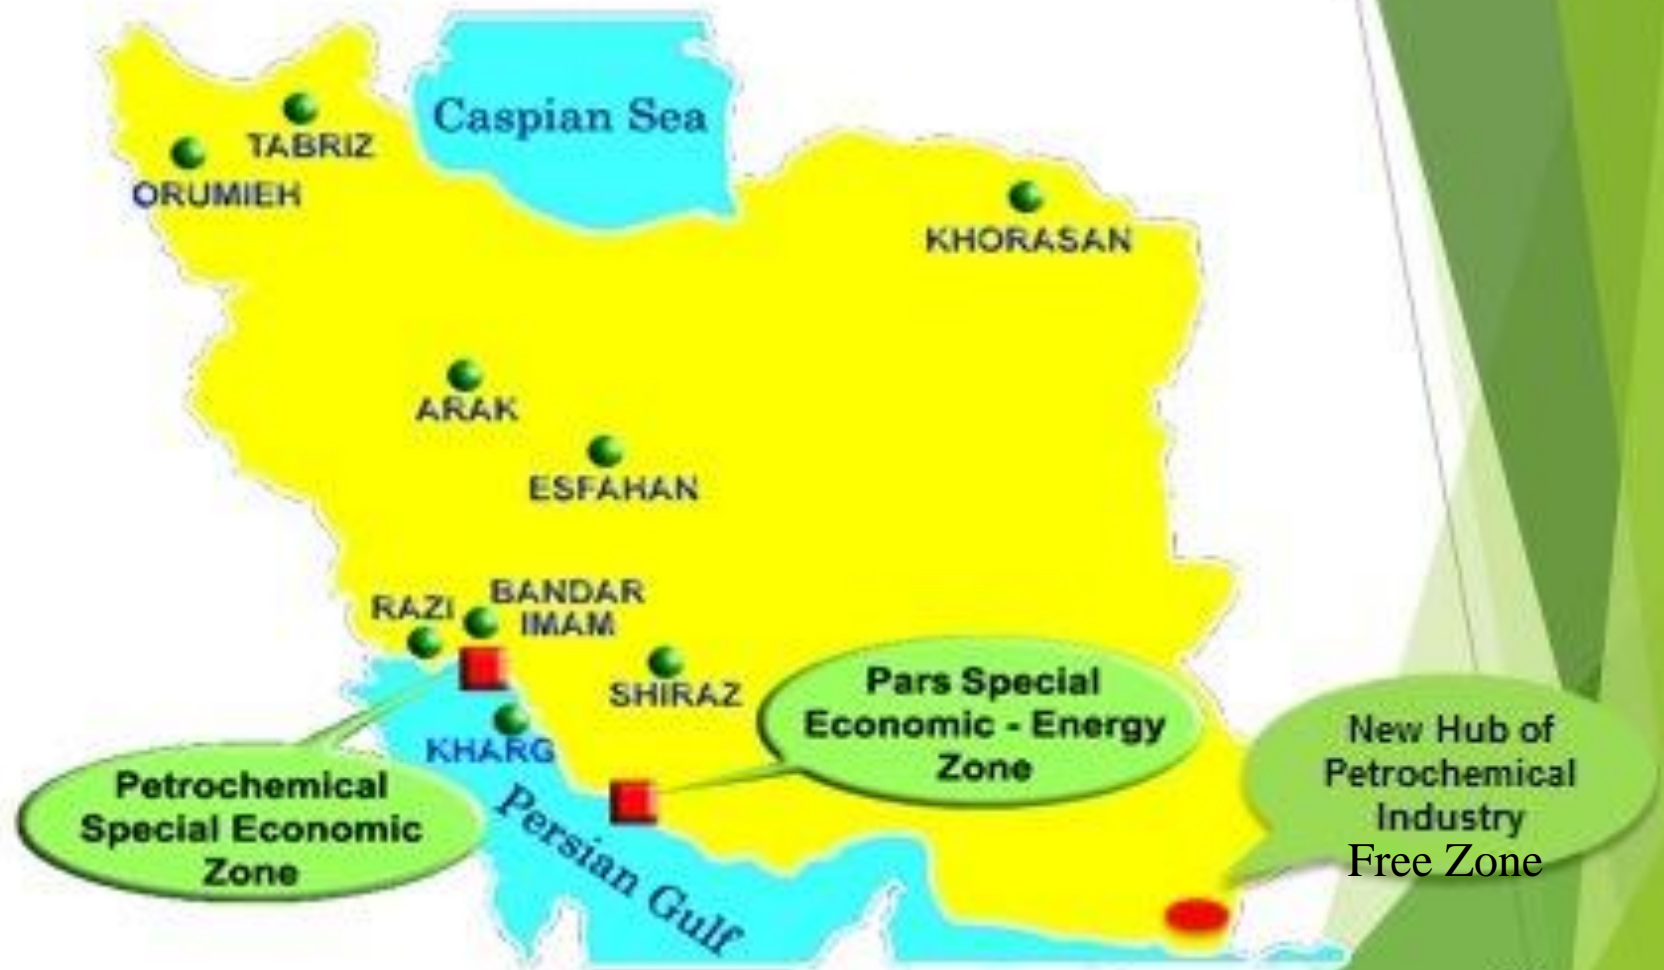 Caspian Sea
TABRIZ
ORUMIEH
KHORASAN
ARAK
ESFAHAN
RAZI
BANDAR
IMAM
SHIRAZ
KHARG
Pars Special
Economic - Energy
Zone
New Hub of
Petrochemical
Industry
Free Zone
Petrochemical
Special Economic
Zone
Persian Gulf